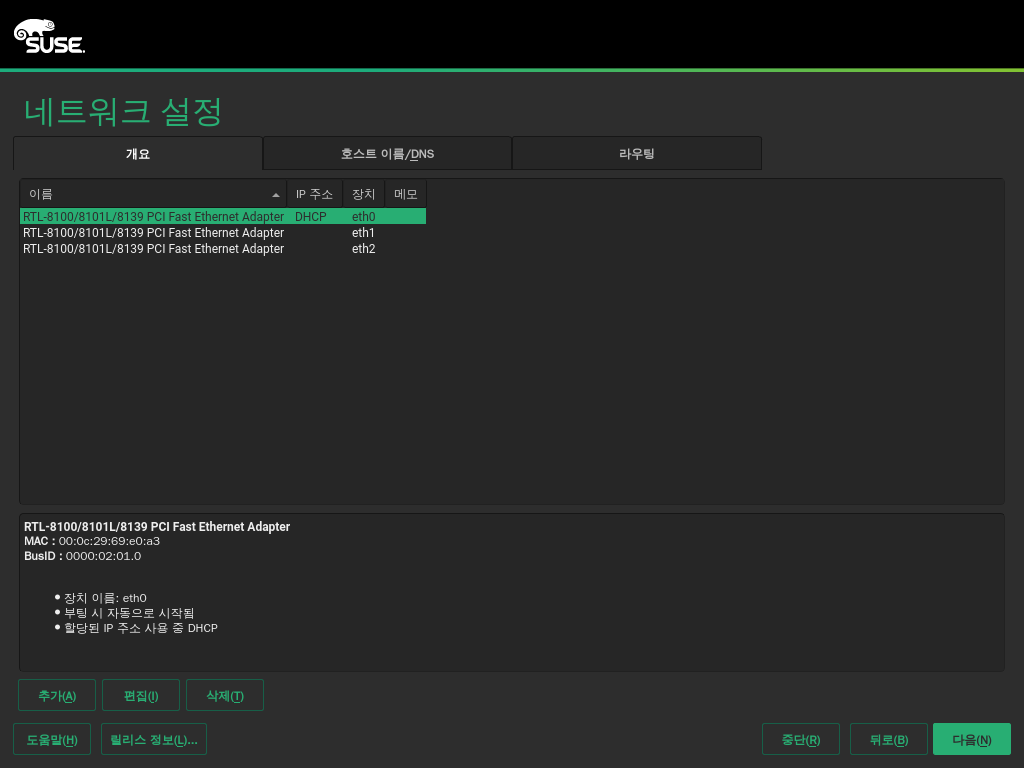 SUSE.
네트워크 설정
개요 호스트 이름/DNS 라우팅
이름 IP 주소 장치 메모
RTL-8100/8101L/8139 PCI Fast Ethernet Adapter DHCP eth0
RTL-8100/8101L/8139 PCI Fast Ethernet Adapter eth1
RTL-8100/8101L/8139 PCI Fast Ethernet Adapter eth2
RTL-8100/8101L/8139 PCI Fast Ethernet Adapter
MAC : 00:0c:29:69:e0:a3
BusID : 0000:02:01.0
• 장치 이름: eth0
• 부팅 시 자동으로 시작됨
• 할당된 IP 주소 사용 중 DHCP
추가(A) 편집(I) 삭제(T)
도움말(H) 릴리스 정보(L)... 중단(R) 뒤로(B) 다음(N)